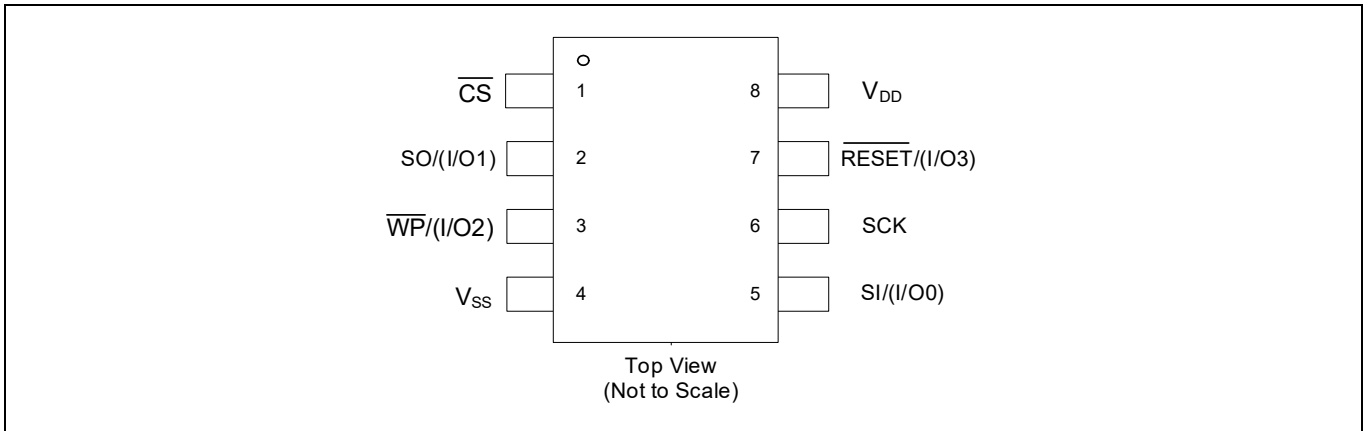 CS
1
8
VDD
SO/(I/O1)
2
7
RESET/(I/O3)
WP/(I/O2)
3
6
SCK
VSS
4
5
SI/(I/O0)
Top View
(Not to Scale)